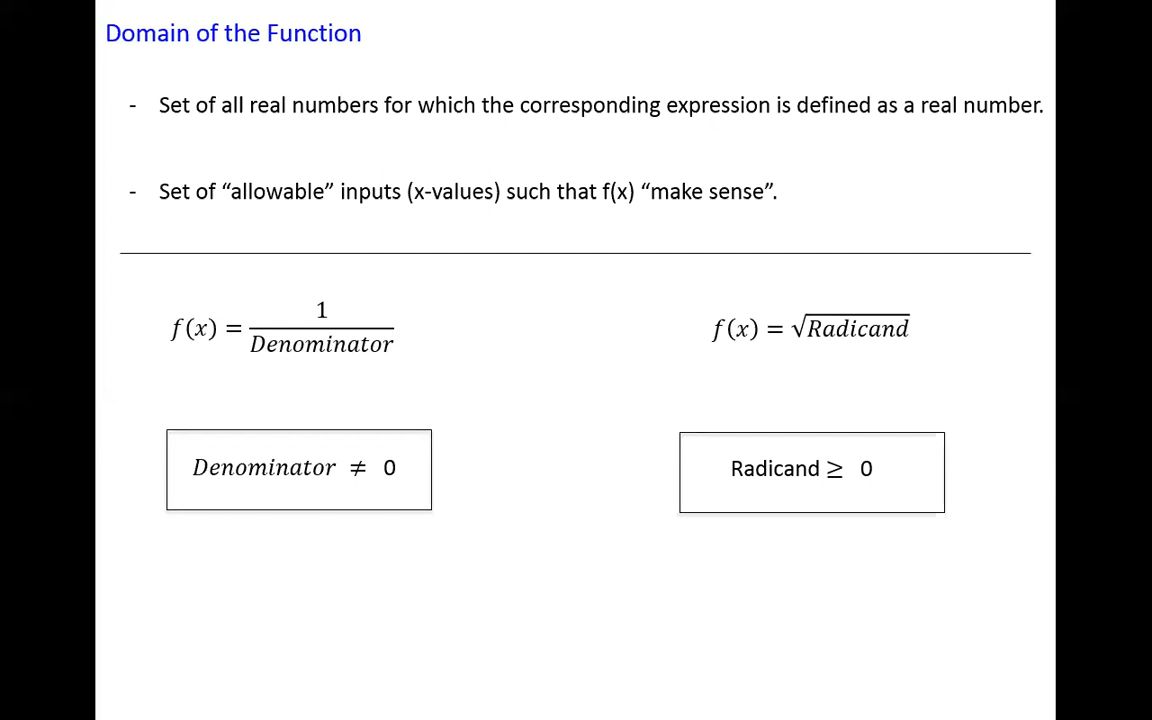 Domain of the Function
- Set of all real numbers for which the corresponding expression is defined as a real number.
- Set of “allowable” inputs (x-values) such that f(x) “make sense”.
f(x) = 1/Denominator
f(x) = √Radicand
Denominator ≠ 0
Radicand ≥ 0